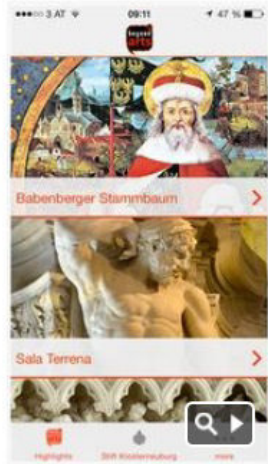 3 AT 09:11 47 %
beyond
arts
Babenberger Stammbaum
Sala Terrena
Highlights Stift Klosterneuburg more